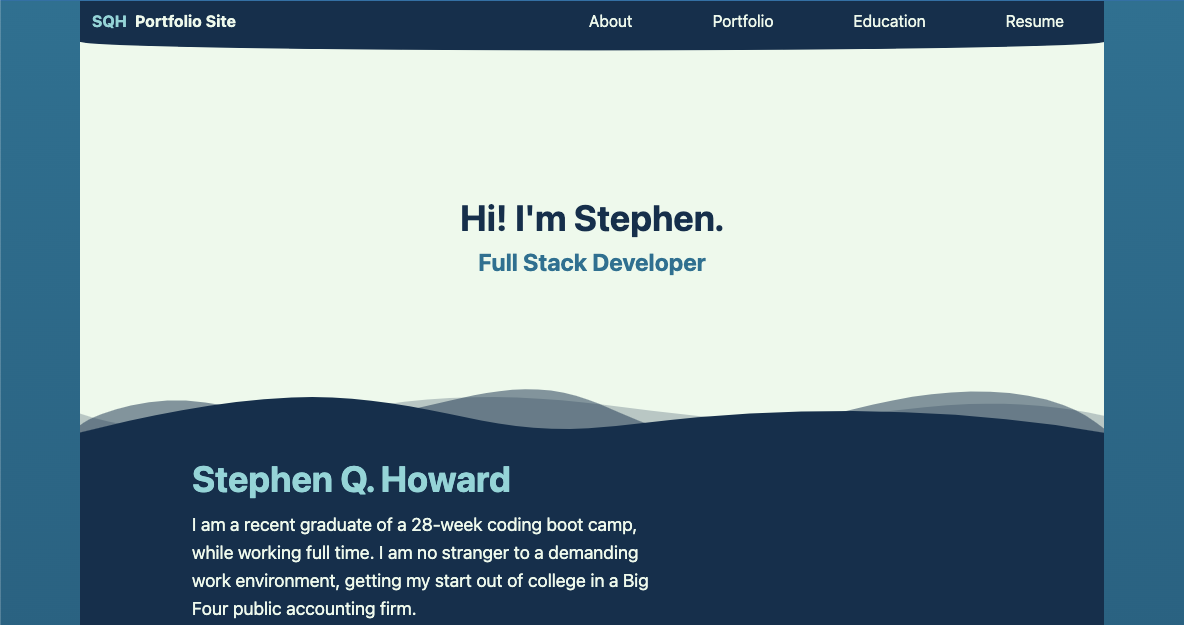 SQH Portfolio Site About Portfolio Education Resume
Hi! I'm Stephen.
Full Stack Developer
Stephen Q. Howard
I am a recent graduate of a 28-week coding boot camp,
while working full time. I am no stranger to a demanding
work environment, getting my start out of college in a Big
Four public accounting firm.